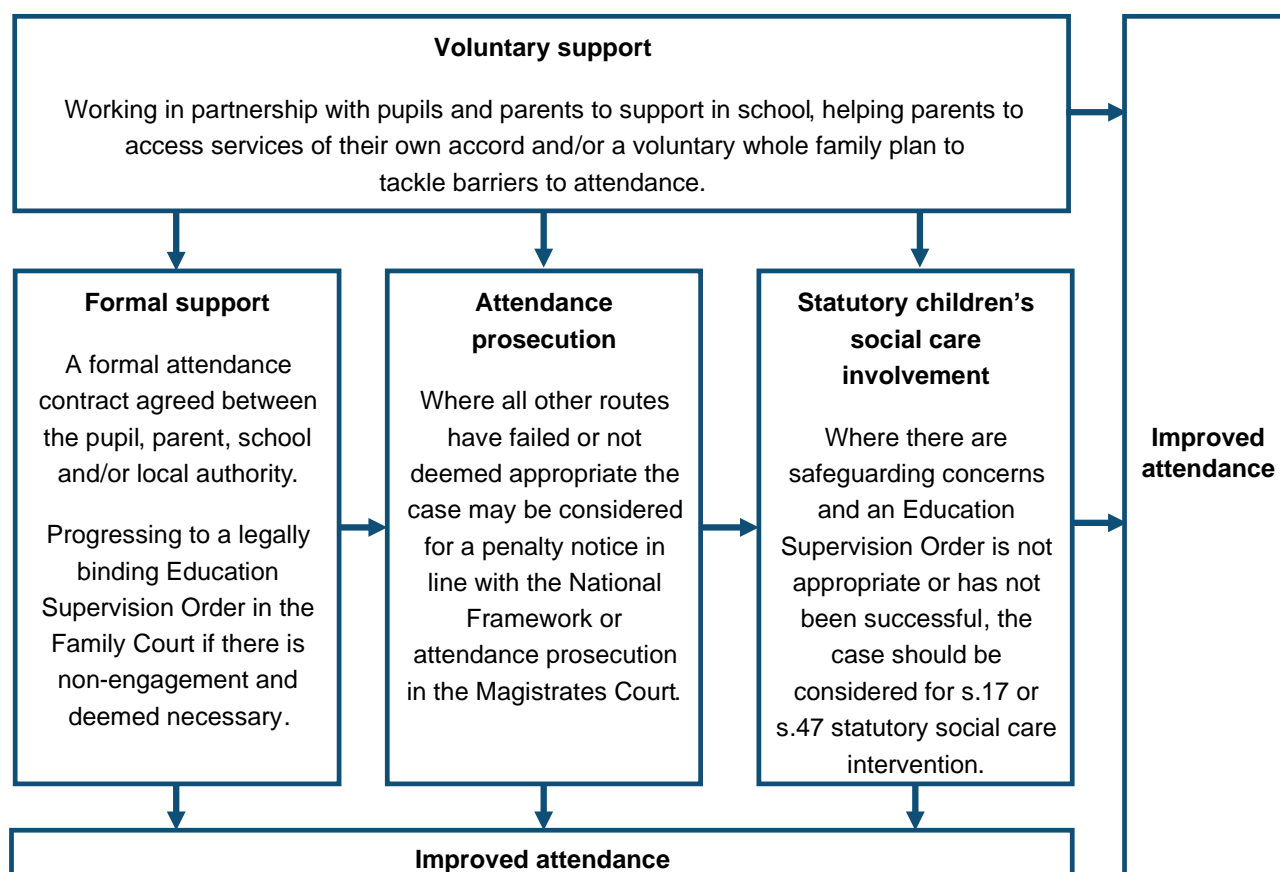 Voluntary support
Working in partnership with pupils and parents to support in school, helping parents to
access services of their own accord and/or a voluntary whole family plan to
tackle barriers to attendance.
Formal support
A formal attendance
contract agreed between
the pupil, parent, school
and/or local authority.
Progressing to a legally
binding Education
Supervision Order in the
Family Court if there is
non-engagement and
deemed necessary.
Attendance
prosecution
Where all other routes
have failed or not
deemed appropriate the
case may be considered
for a penalty notice in
line with the National
Framework or
attendance prosecution
in the Magistrates Court.
Statutory children’s
social care
involvement
Where there are
safeguarding concerns
and an Education
Supervision Order is not
appropriate or has not
been successful, the
case should be
considered for s.17 or
s.47 statutory social care
intervention.
Improved
attendance
Improved attendance